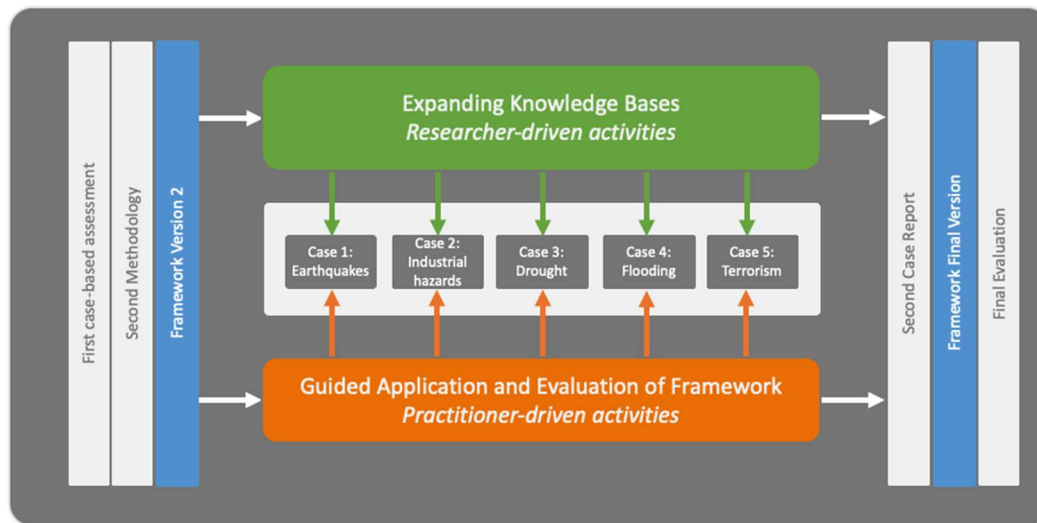 First case-based assessment
Second Methodology
Framework Version 2
Expanding Knowledge Bases
Researcher-driven activities
Case 1:
Earthquakes
Case 2:
Industrial
hazards
Case 3:
Drought
Case 4:
Flooding
Case 5:
Terrorism
Guided Application and Evaluation of Framework
Practitioner-driven activities
Second Case Report
Framework Final Version
Final Evaluation